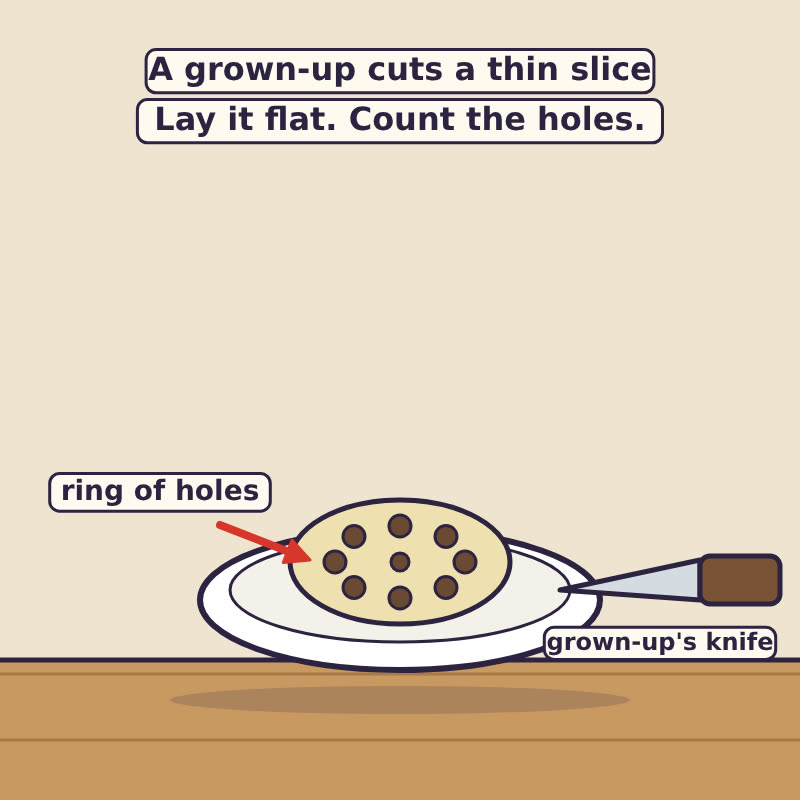 A grown-up cuts a thin slice
Lay it flat. Count the holes.
ring of holes
grown-up's knife